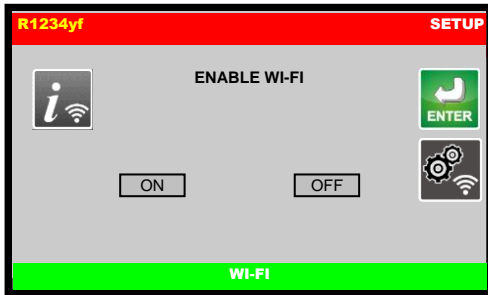 R1234yf SETUP
ENABLE WI-FI
i
ENTER
ON OFF
WI-FI